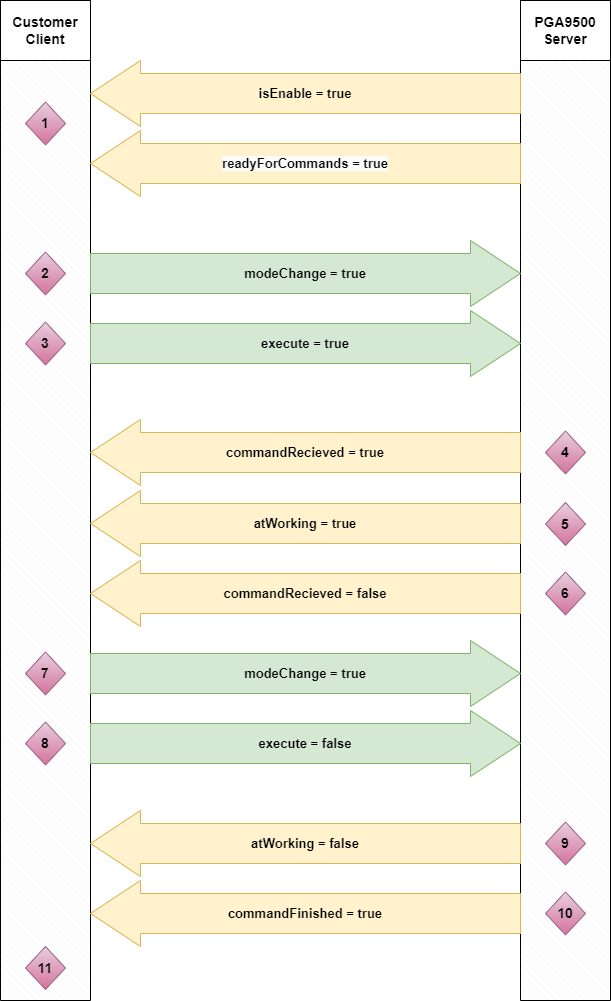 Customer
Client
PGA9500
Server
isEnable = true
1
readyForCommands = true
2
modeChange = true
3
execute = true
commandRecieved = true
4
atWorking = true
5
commandRecieved = false
6
7
modeChange = true
8
execute = false
atWorking = false
9
commandFinished = true
10
11